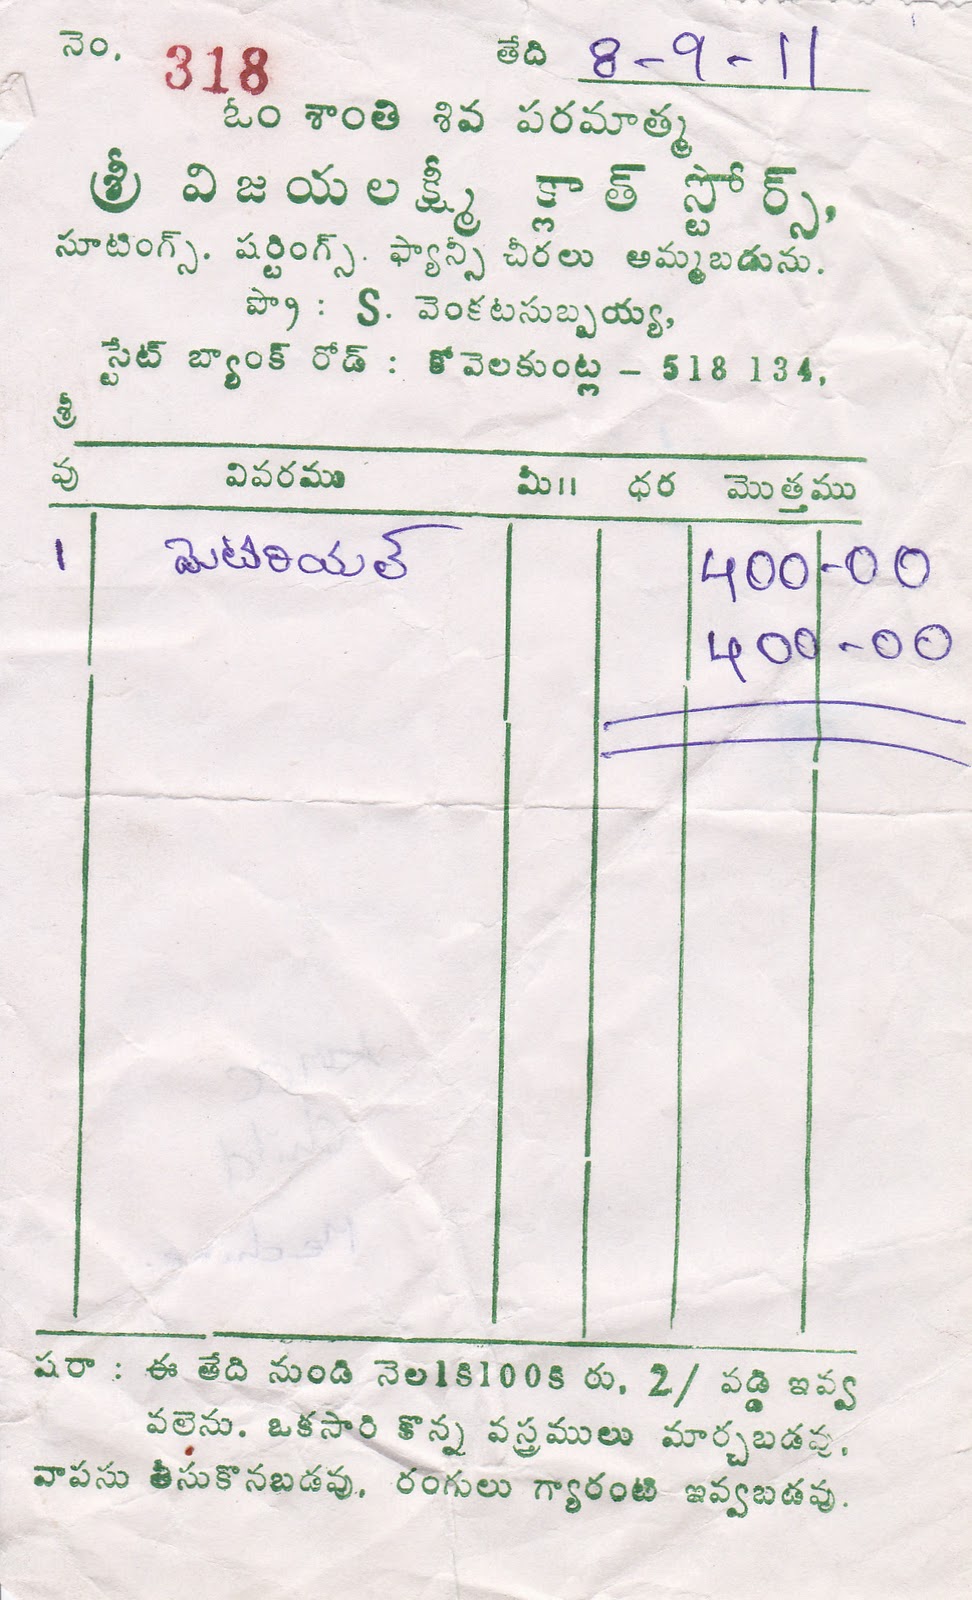 నెం. 318 తేది 8-9-11
ఓం శాంతి శివ పరమాత్మ
శ్రీ విజయలక్ష్మీ క్లాత్ స్టోర్స్,
సూటింగ్స్. షర్టింగ్స్. ఫ్యాన్సీ చీరలు అమ్మబడును.
ప్రొ : S. వెంకటసుబ్బయ్య,
స్టేట్ బ్యాంక్ రోడ్ : కోవెలకుంట్ల – 518 134,
శ్రీ
వు వివరము మీ॥ ధర మొత్తము
1 మెటీరియల్ 400-00
400-00
షరా : ఈ తేది నుండి నెల1కి100కి రు. 2/ వడ్డి ఇవ్వ
వలెను. ఒకసారి కొన్న వస్త్రములు మార్చబడవు.
వాపసు తీసుకొనబడవు. రంగులు గ్యారంటి ఇవ్వబడవు.